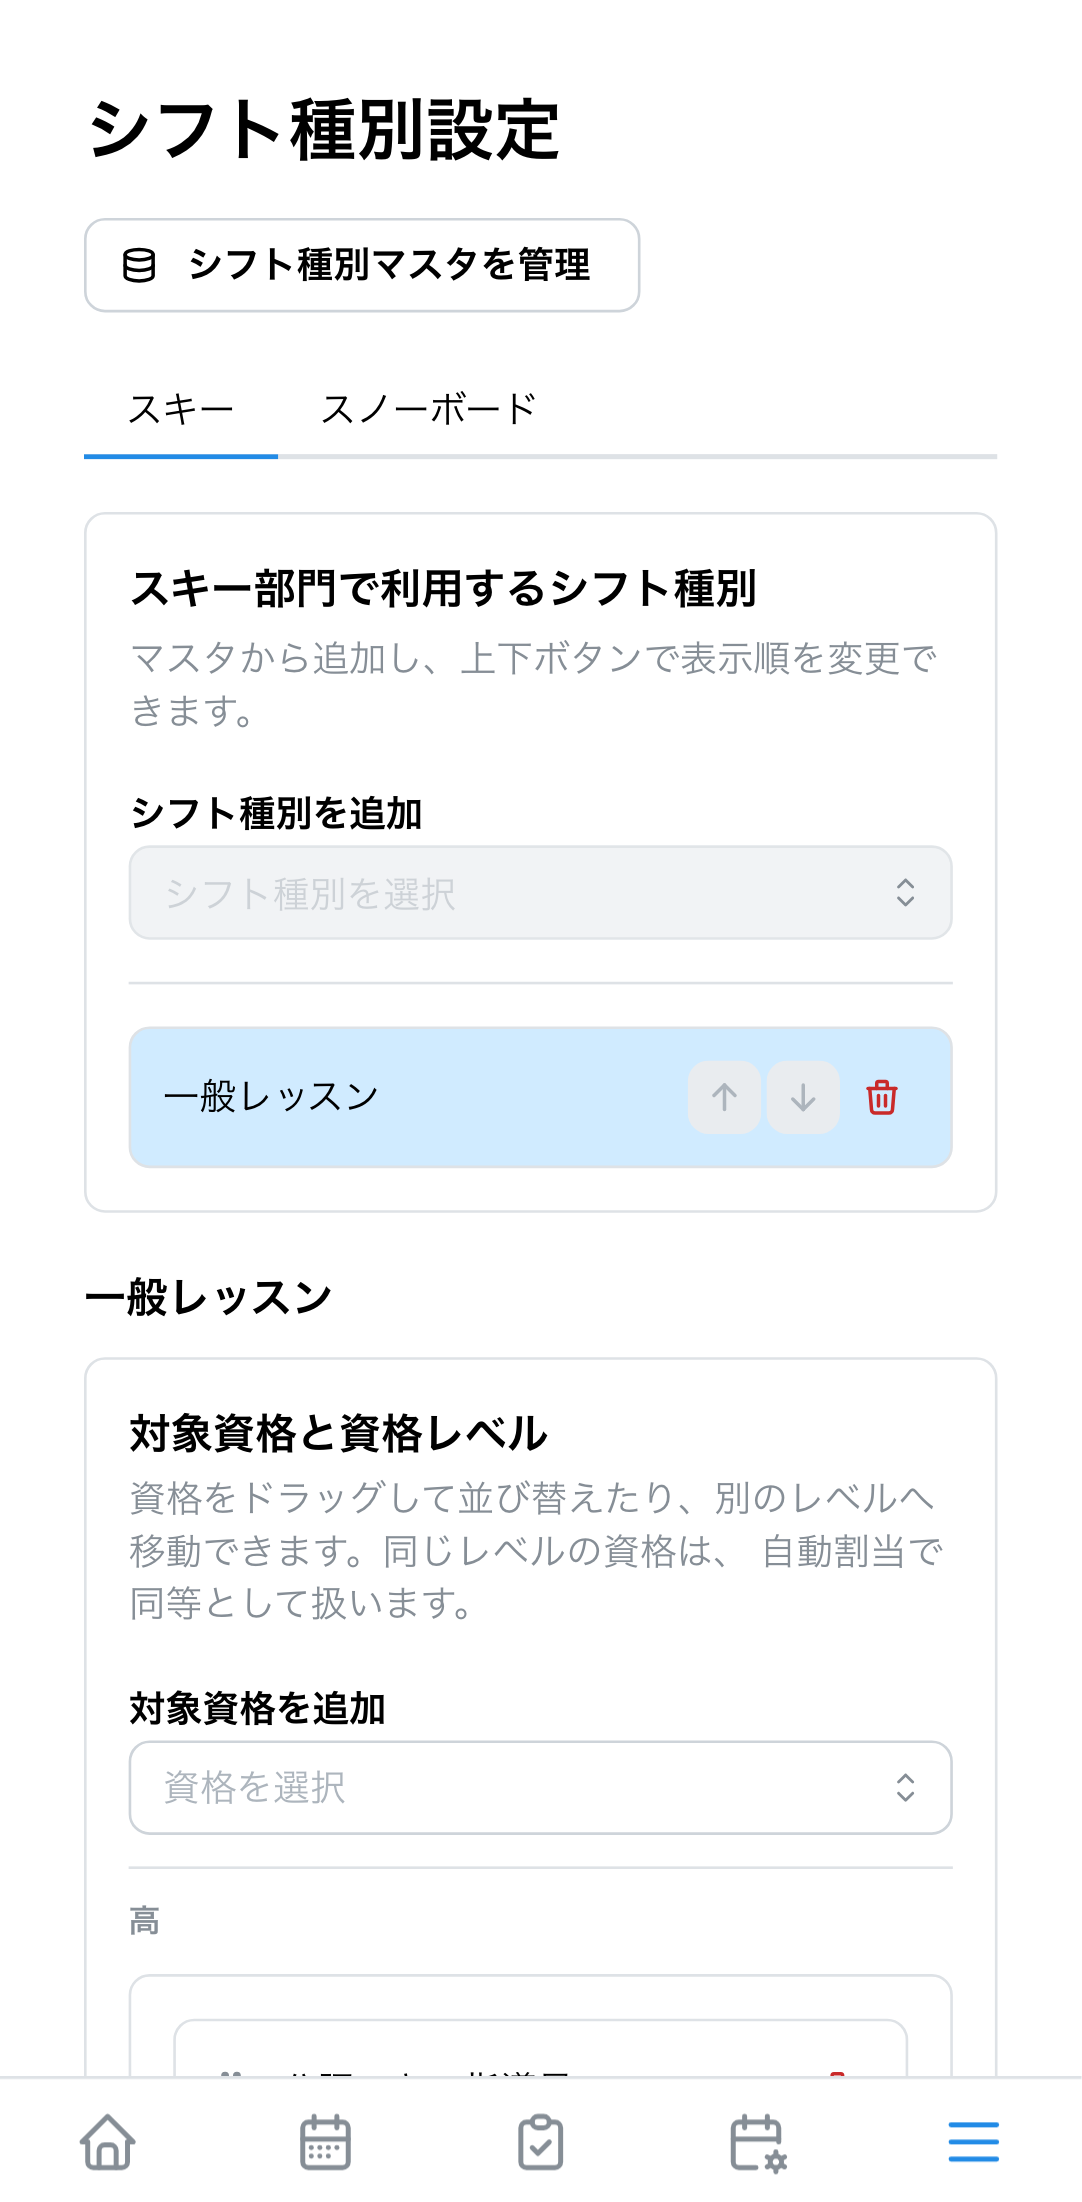 シフト種別設定
シフト種別マスタを管理
スキー
スノーボード
スキー部門で利用するシフト種別
マスタから追加し、上下ボタンで表示順を変更で
きます。
シフト種別を追加
シフト種別を選択
一般レッスン
一般レッスン
対象資格と資格レベル
資格をドラッグして並び替えたり、別のレベルへ
移動できます。同じレベルの資格は、 自動割当で
同等として扱います。
対象資格を追加
資格を選択
高